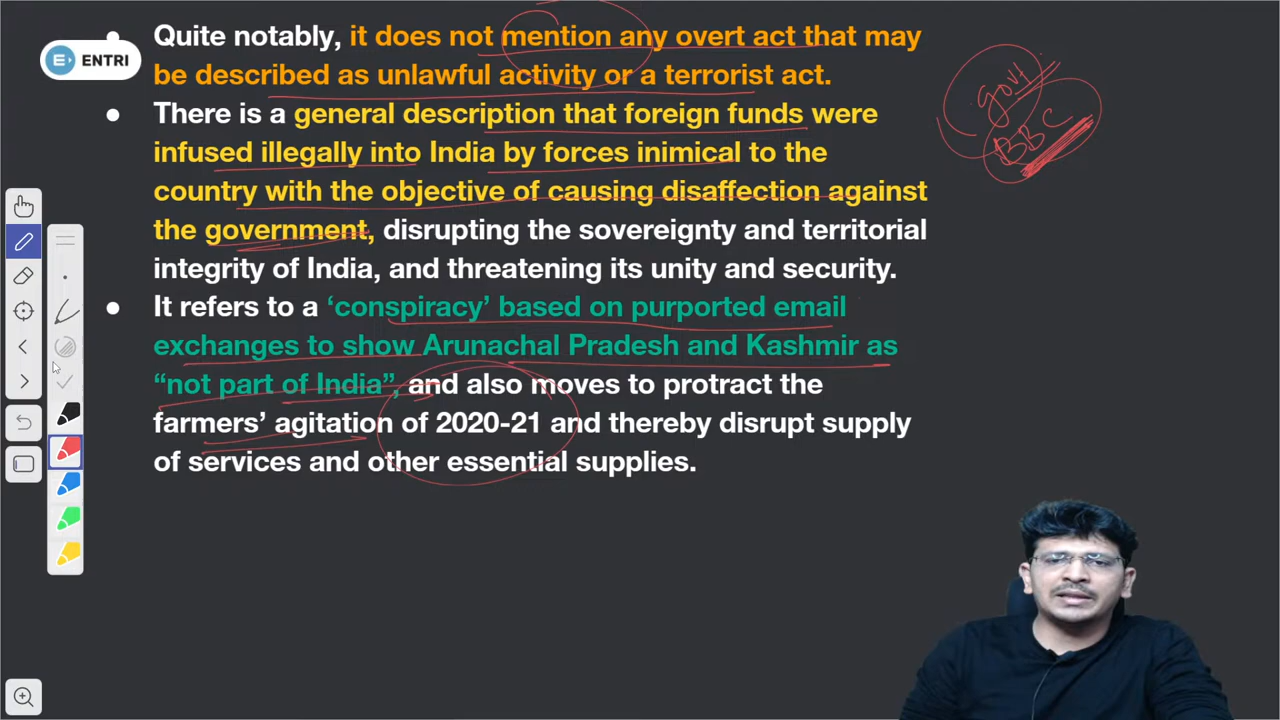 Quite notably, it does not mention any overt act that may
ENTRI
be described as unlawful activity or a terrorist act.
There is a general description that foreign funds were
infused illegally into India by forces inimical to the
country with the objective of causing disaffection against
the government, disrupting the sovereignty and territorial
integrity of India, and threatening its unity and security.
It refers to a ‘conspiracy’ based on purported email
exchanges to show Arunachal Pradesh and Kashmir as
“not part of India”, and also moves to protract the
farmers’ agitation of 2020-21 and thereby disrupt supply
of services and other essential supplies.
govt
BBC